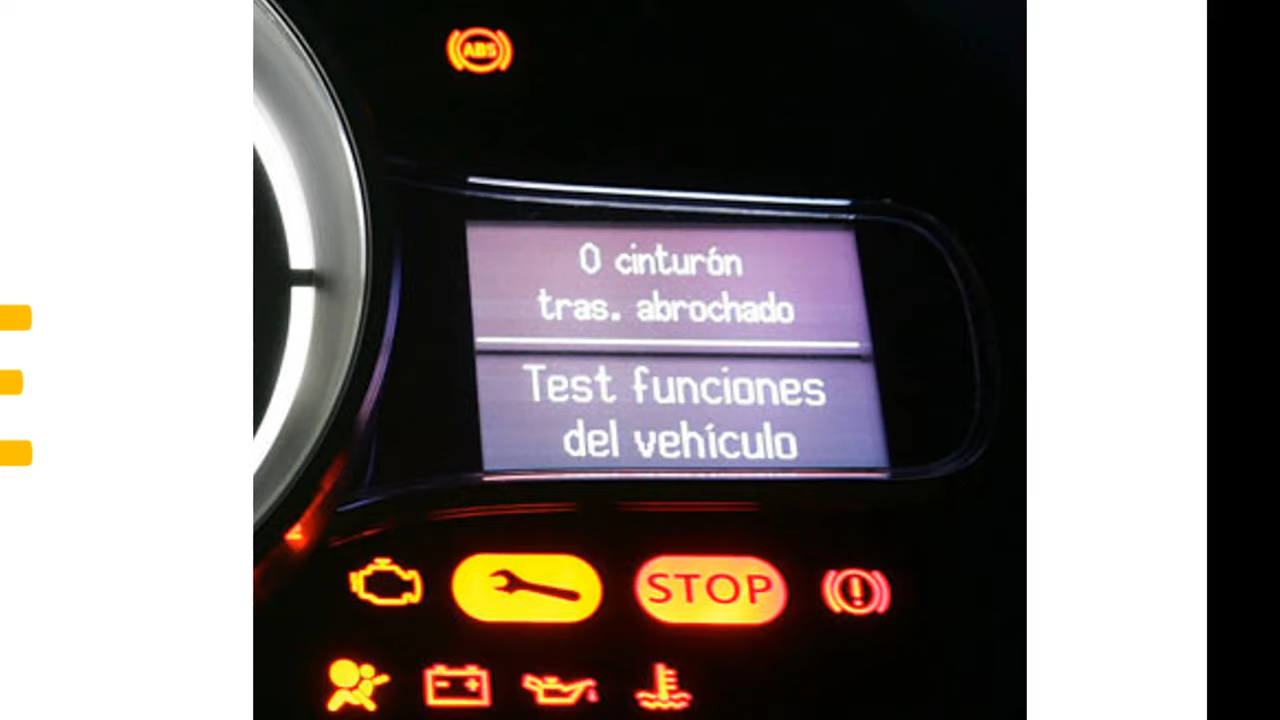 ABS
0 cinturón
tras. abrochado
Test funciones
del vehículo
STOP